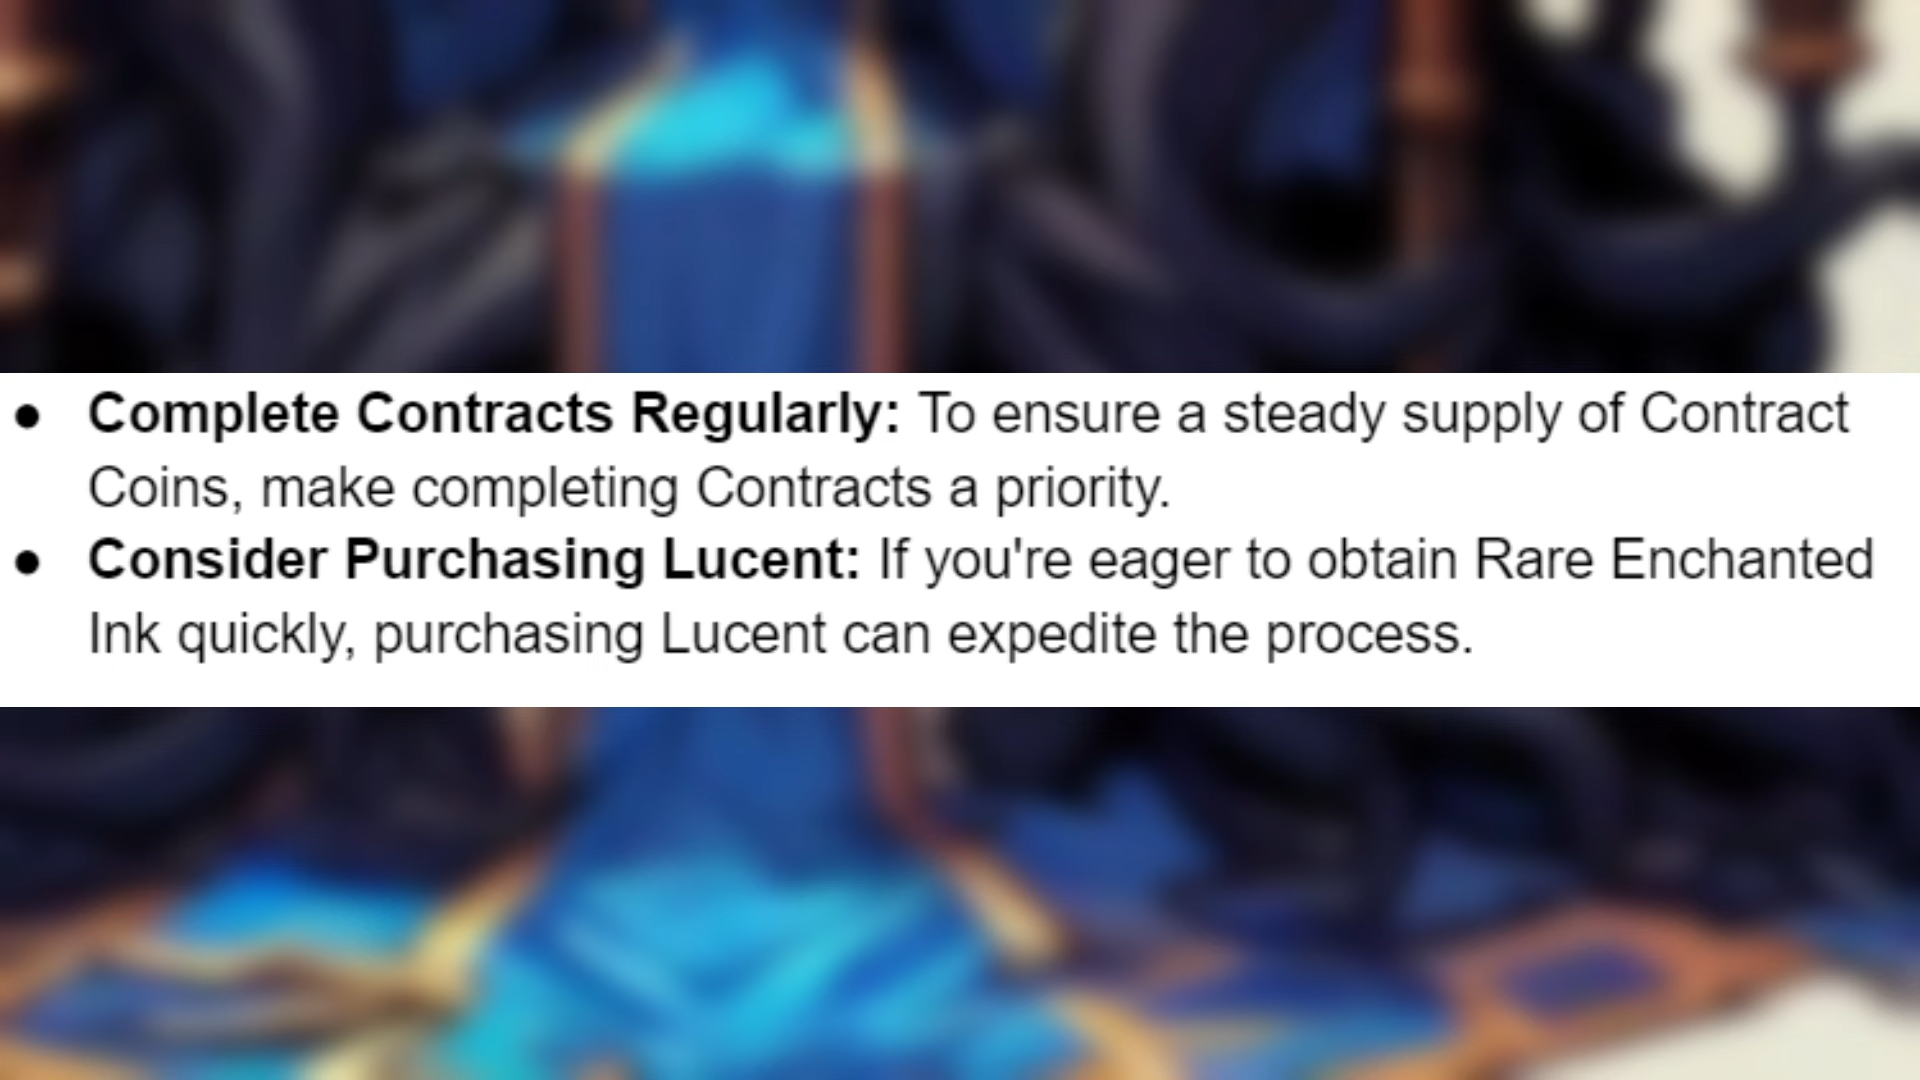 ● Complete Contracts Regularly: To ensure a steady supply of Contract
Coins, make completing Contracts a priority.
● Consider Purchasing Lucent: If you're eager to obtain Rare Enchanted
Ink quickly, purchasing Lucent can expedite the process.